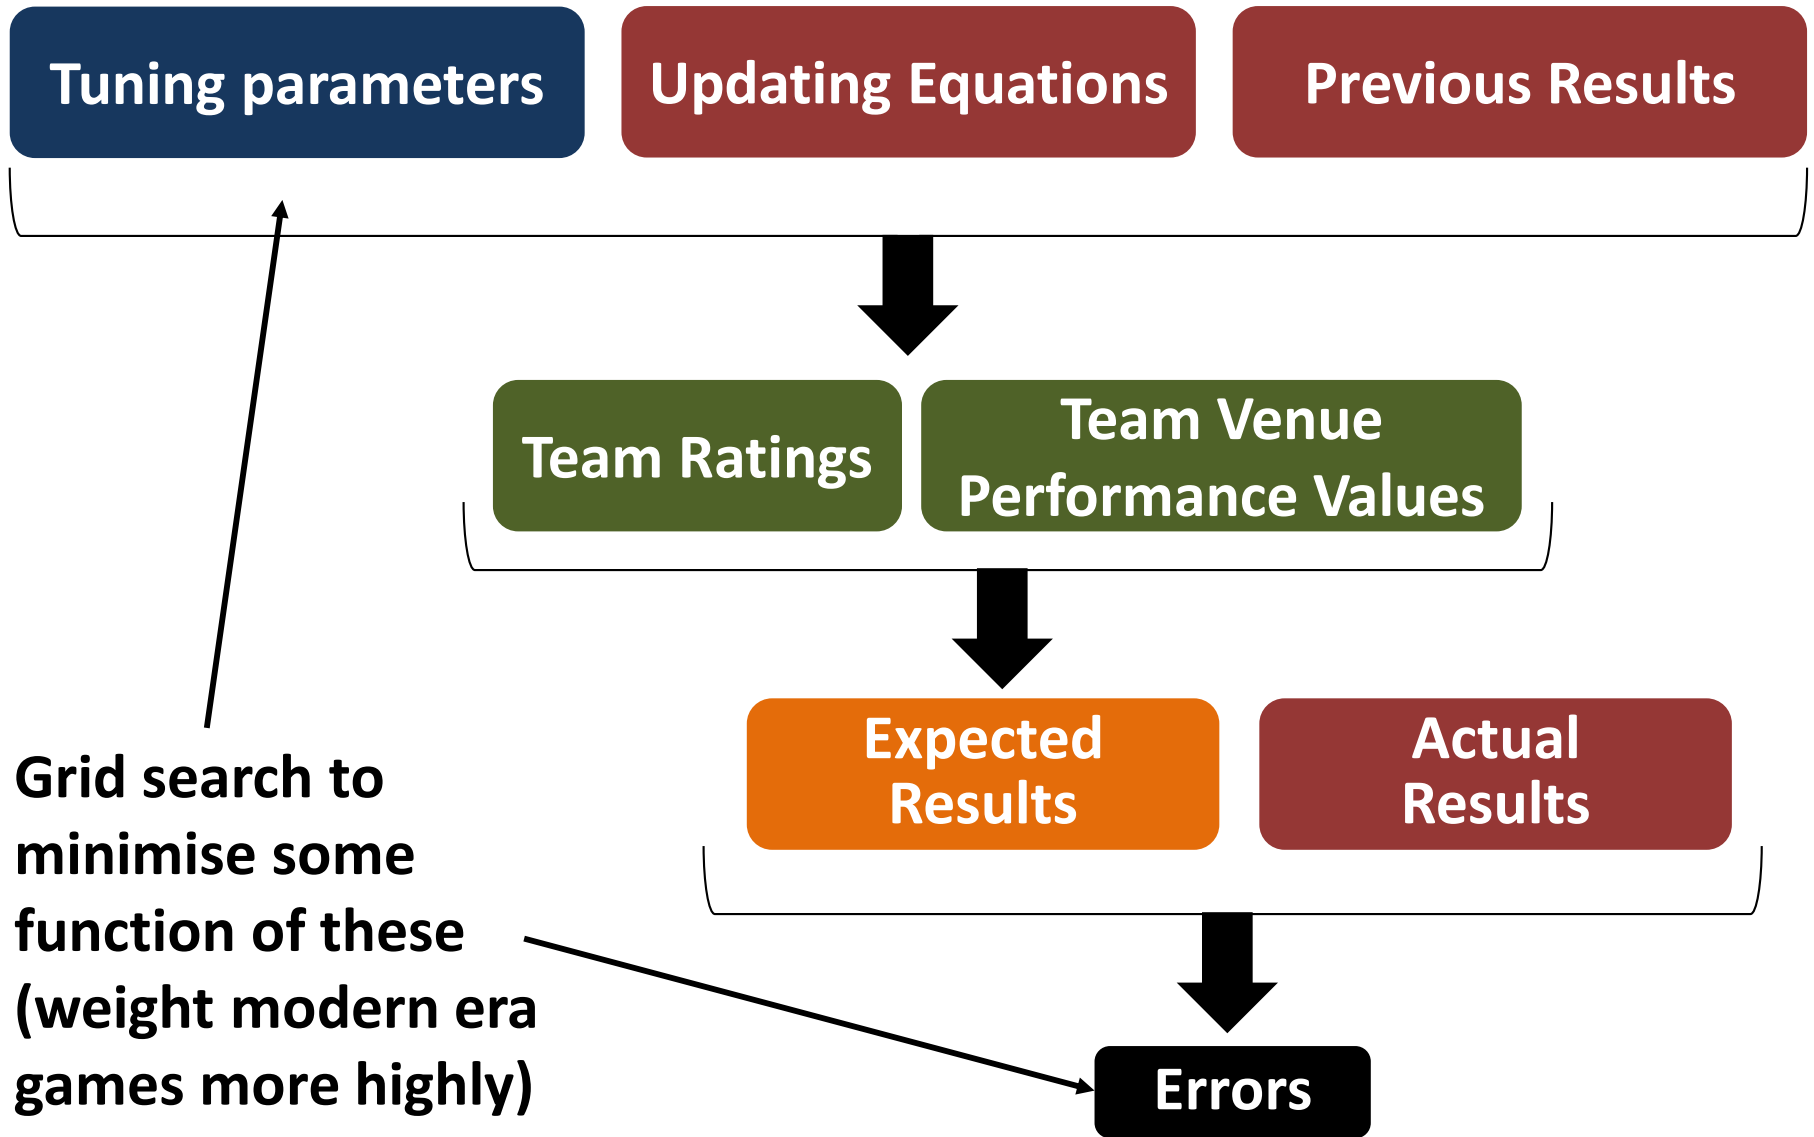 Tuning parameters
Updating Equations
Previous Results
Team Ratings
Team Venue
Performance Values
Expected
Results
Actual
Results
Grid search to
minimise some
function of these
(weight modern era
games more highly)
Errors